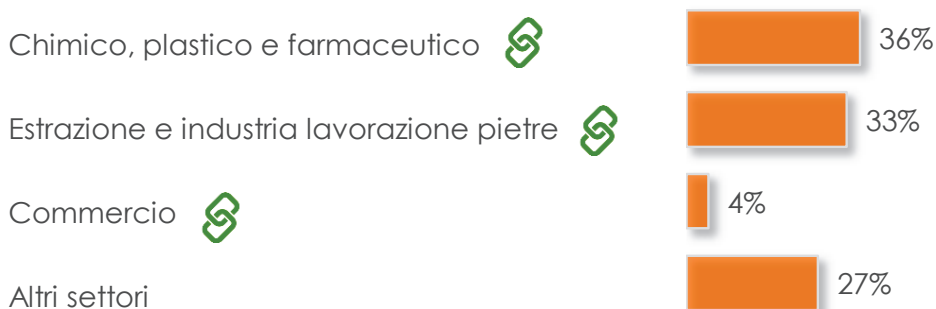 Chimico, plastico e farmaceutico 36%
Estrazione e industria lavorazione pietre 33%
Commercio 4%
Altri settori 27%